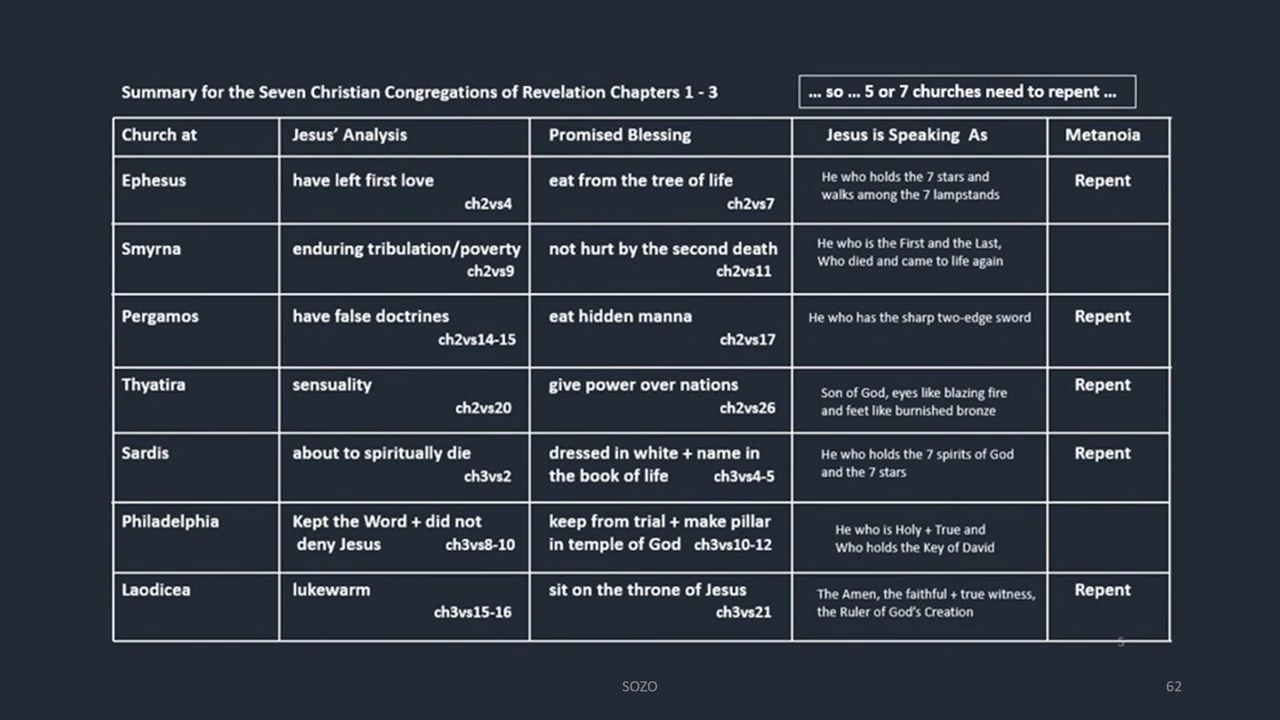 Summary for the Seven Christian Congregations of Revelation Chapters 1 - 3
... so ... 5 or 7 churches need to repent ...
Church at
Jesus' Analysis
Promised Blessing
Jesus is Speaking As
Metanoia
Ephesus
have left first love
ch2vs4
eat from the tree of life
ch2vs7
He who holds the 7 stars and
walks among the 7 lampstands
Repent
Smyrna
enduring tribulation/poverty
ch2vs9
not hurt by the second death
ch2vs11
He who is the First and the Last,
Who died and came to life again
Pergamos
have false doctrines
ch2vs14-15
eat hidden manna
ch2vs17
He who has the sharp two-edge sword
Repent
Thyatira
sensuality
ch2vs20
give power over nations
ch2vs26
Son of God, eyes like blazing fire
and feet like burnished bronze
Repent
Sardis
about to spiritually die
ch3vs2
dressed in white + name in
the book of life ch3vs4-5
He who holds the 7 spirits of God
and the 7 stars
Repent
Philadelphia
Kept the Word + did not
deny Jesus ch3vs8-10
keep from trial + make pillar
in temple of God ch3vs10-12
He who is Holy + True and
Who holds the Key of David
Laodicea
lukewarm
ch3vs15-16
sit on the throne of Jesus
ch3vs21
The Amen, the faithful + true witness,
the Ruler of God's Creation
Repent
5
SOZO
62